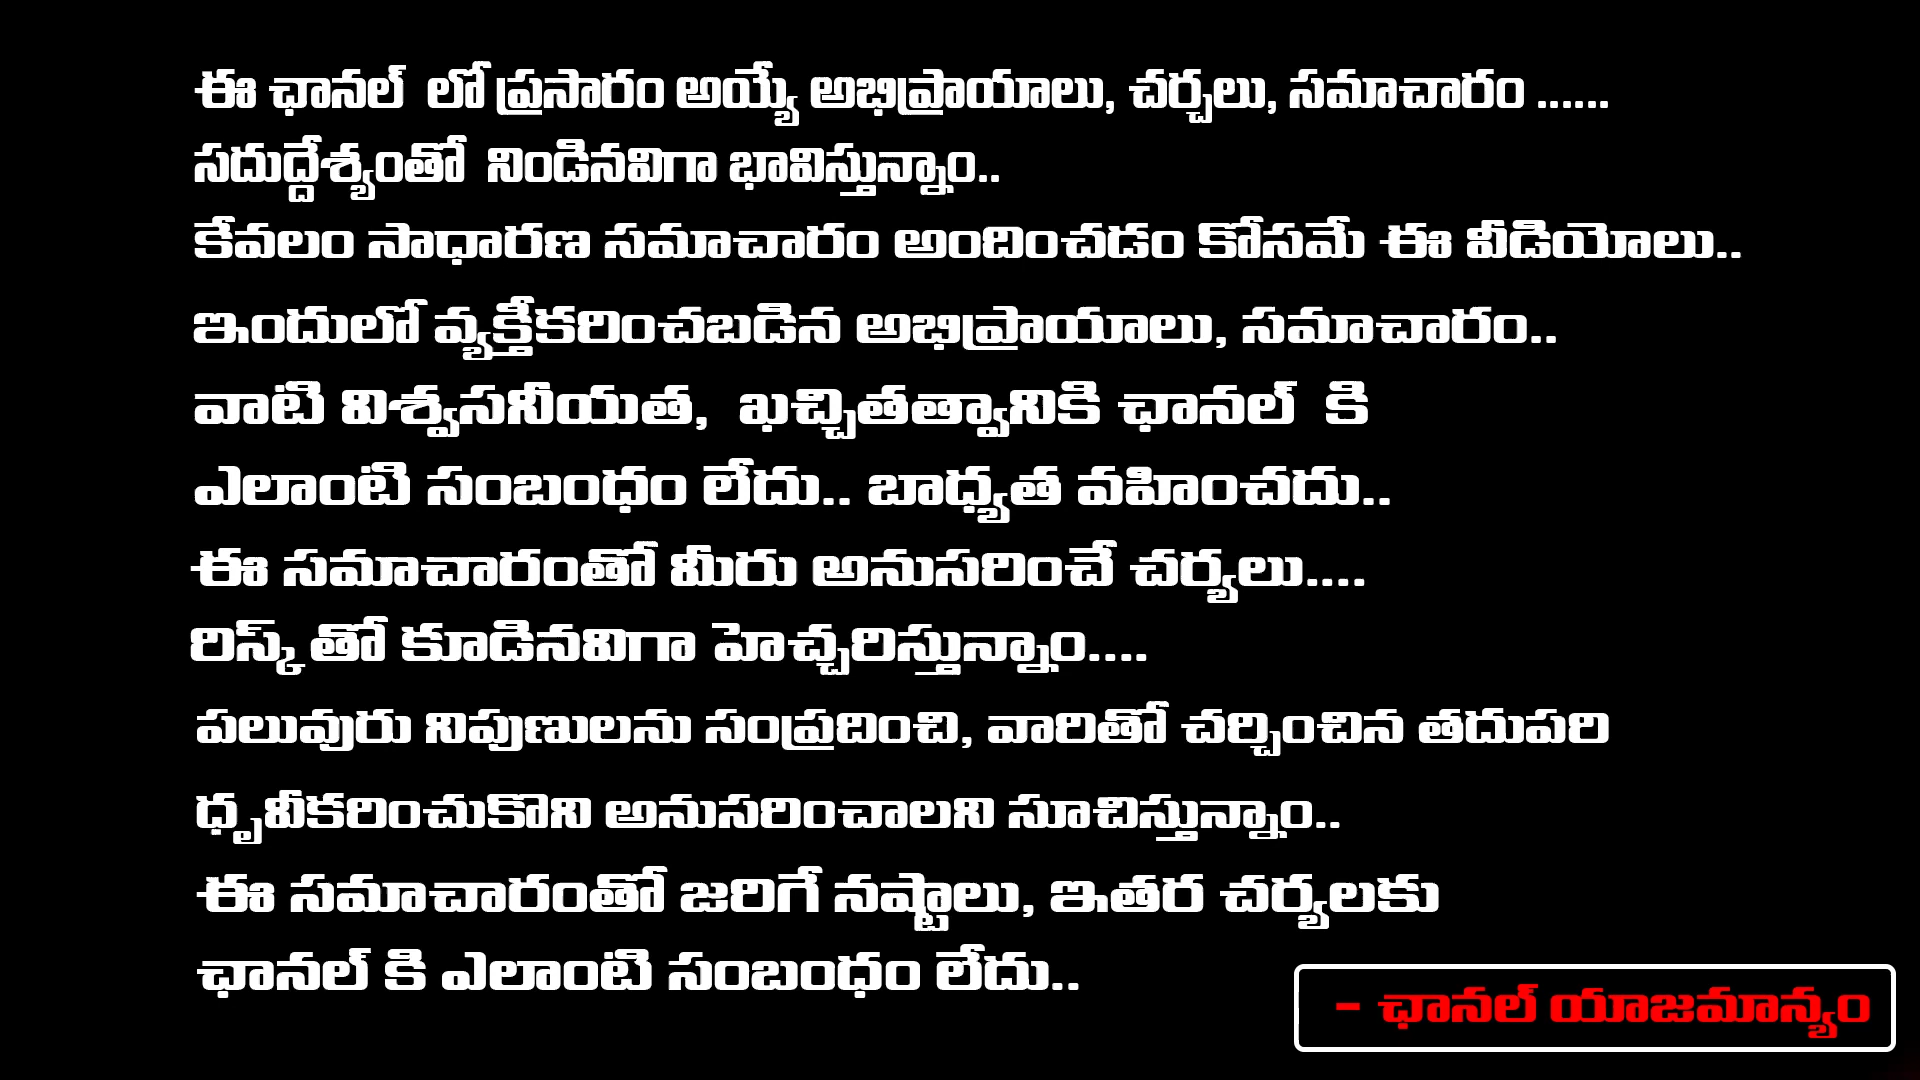 ఈ ఛానల్ లో ప్రసారం అయ్యే అభిప్రాయాలు, చర్చలు, సమాచారం ......
సదుద్దేశ్యంతో నిండినవిగా భావిస్తున్నాం..
కేవలం సాధారణ సమాచారం అందించడం కోసమే ఈ వీడియోలు..
ఇందులో వ్యక్తీకరించబడిన అభిప్రాయాలు, సమాచారం..
వాటి విశ్వసనీయత, ఖచ్చితత్వానికి ఛానల్ కి
ఎలాంటి సంబంధం లేదు.. బాధ్యత వహించదు..
ఈ సమాచారంతో మీరు అనుసరించే చర్యలు....
రిస్క్ తో కూడినవిగా హెచ్చరిస్తున్నాం....
పలువురు నిపుణులను సంప్రదించి, వారితో చర్చించిన తదుపరి
ధృవీకరించుకొని అనుసరించాలని సూచిస్తున్నాం..
ఈ సమాచారంతో జరిగే నష్టాలు, ఇతర చర్యలకు
ఛానల్ కి ఎలాంటి సంబంధం లేదు..
- ఛానల్ యాజమాన్యం